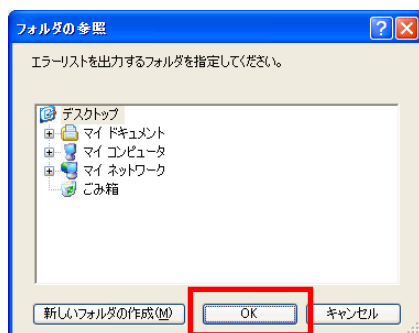 フォルダの参照
エラーリストを出力するフォルダを指定してください。
デスクトップ
マイ ドキュメント
マイ コンピュータ
マイ ネットワーク
ごみ箱
新しいフォルダの作成(M) OK キャンセル